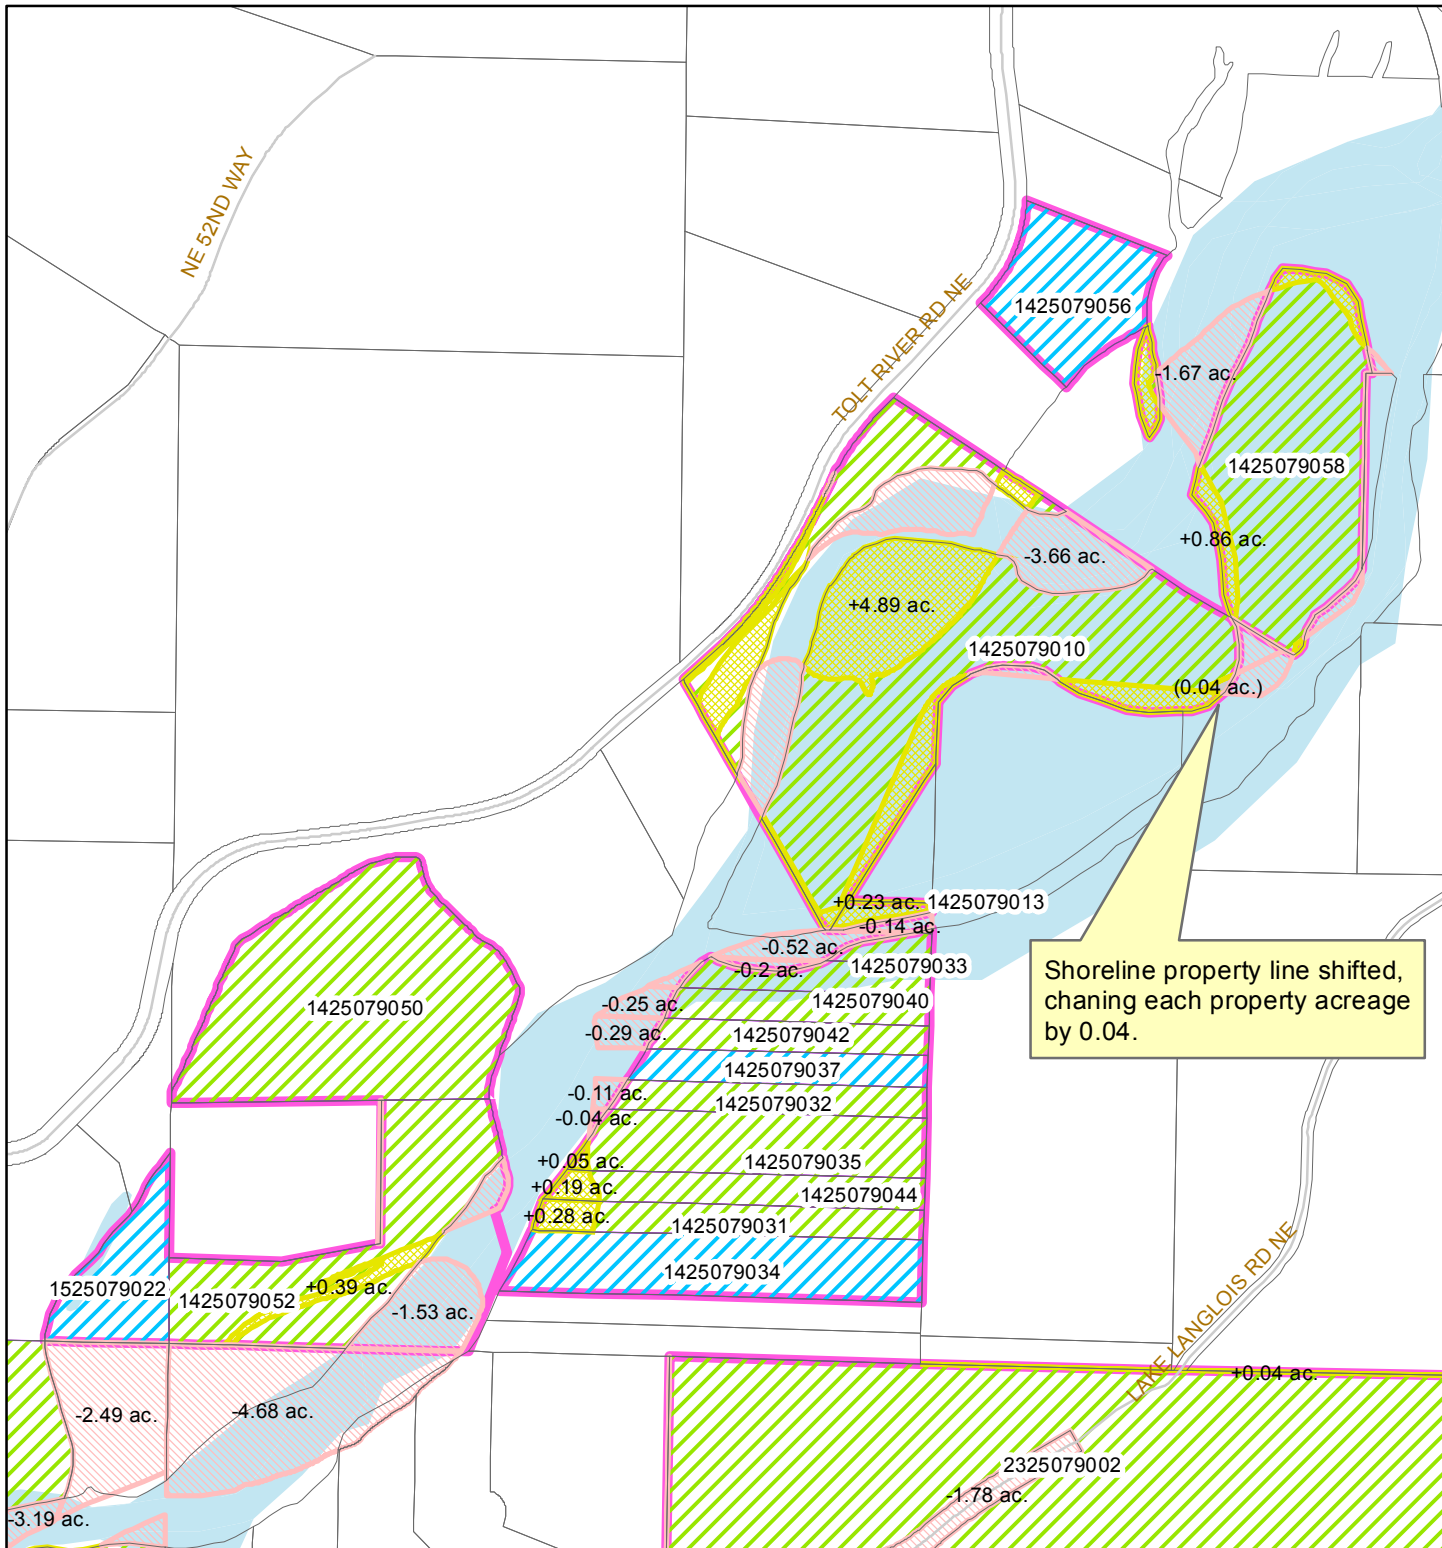 NE 52ND WAY
TOLT RIVER RD NE
1425079056
-1.67 ac.
1425079058
+0.86 ac.
-3.66 ac.
+4.89 ac.
1425079010
(0.04 ac.)
+0.23 ac.
1425079013
-0.14 ac.
-0.52 ac.
-0.2 ac.
1425079033
Shoreline property line shifted,
chaning each property acreage
by 0.04.
-0.25 ac.
1425079040
1425079050
-0.29 ac.
1425079042
1425079037
-0.11 ac.
1425079032
-0.04 ac.
+0.05 ac.
1425079035
+0.19 ac.
1425079044
+0.28 ac.
1425079031
1425079034
1525079022
1425079052
+0.39 ac.
-1.53 ac.
LAKE LANGLOIS RD NE
+0.04 ac.
-2.49 ac.
-4.68 ac.
2325079002
-1.78 ac.
-3.19 ac.